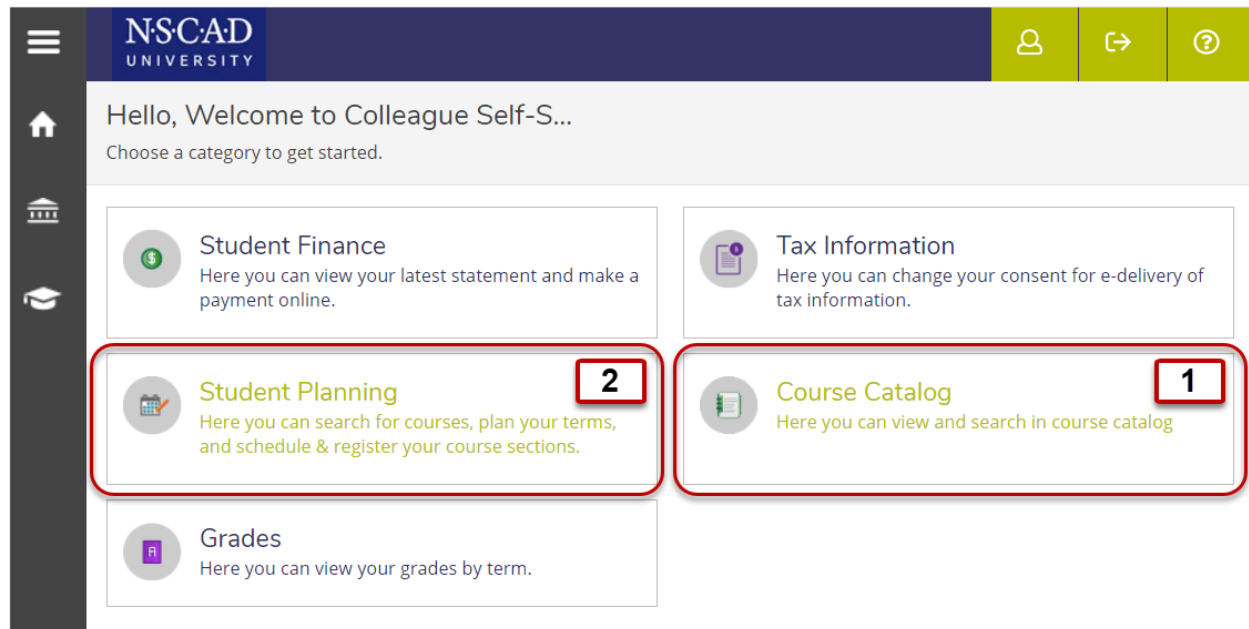 N·S·C·A·D
UNIVERSITY
Hello, Welcome to Colleague Self-S...
Choose a category to get started.
Student Finance
Here you can view your latest statement and make a
payment online.
Tax Information
Here you can change your consent for e-delivery of
tax information.
Student Planning
2
Here you can search for courses, plan your terms,
and schedule & register your course sections.
Course Catalog
1
Here you can view and search in course catalog
Grades
Here you can view your grades by term.